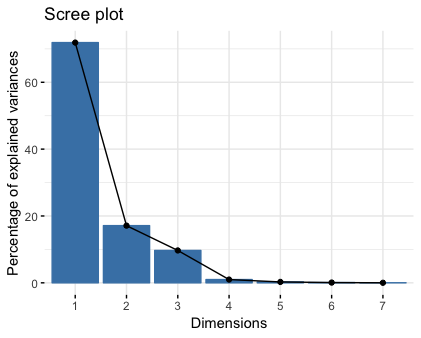 Scree plot
Percentage of explained variances
60
40
20
0
1 2 3 4 5 6 7
Dimensions